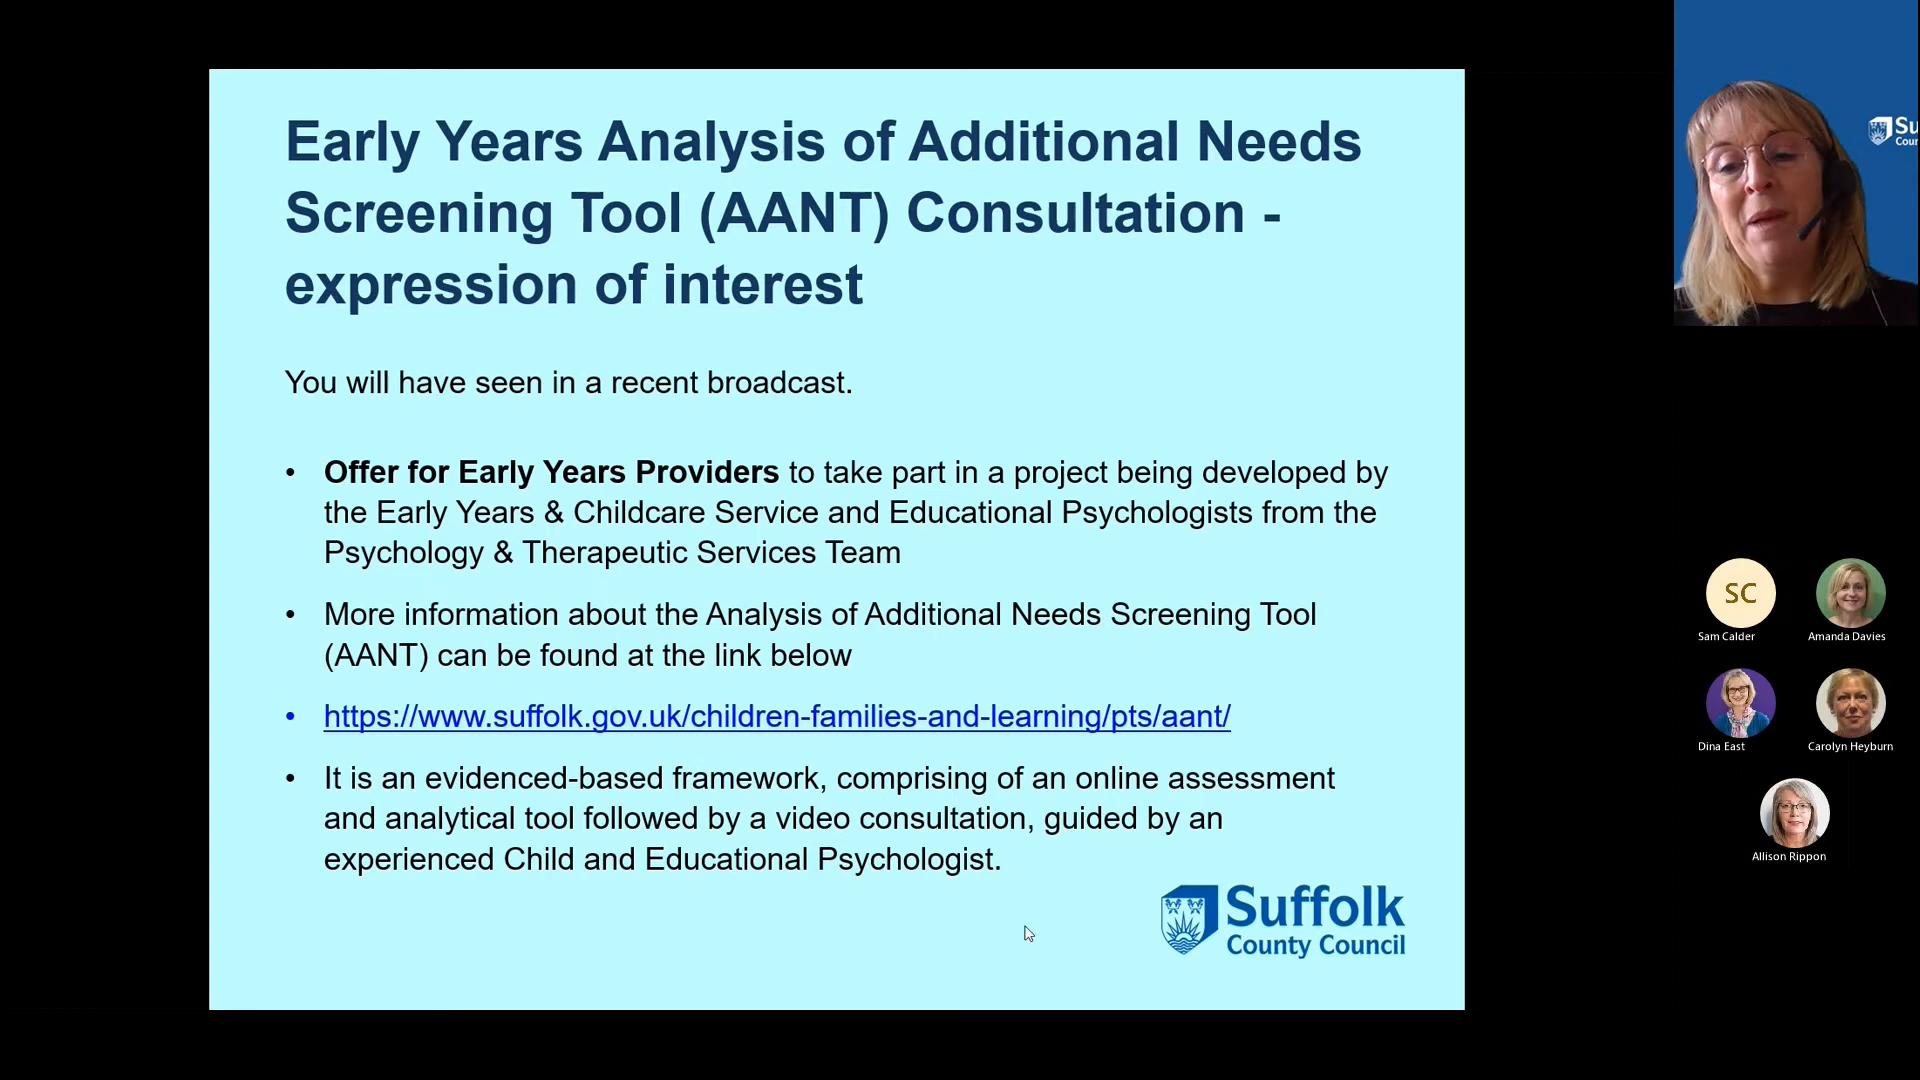 Early Years Analysis of Additional Needs
Screening Tool (AANT) Consultation -
expression of interest
You will have seen in a recent broadcast.
• Offer for Early Years Providers to take part in a project being developed by
the Early Years & Childcare Service and Educational Psychologists from the
Psychology & Therapeutic Services Team
• More information about the Analysis of Additional Needs Screening Tool
(AANT) can be found at the link below
• https://www.suffolk.gov.uk/children-families-and-learning/pts/aant/
• It is an evidenced-based framework, comprising of an online assessment
and analytical tool followed by a video consultation, guided by an
experienced Child and Educational Psychologist.
Suffolk
County Council
Su
Coun
SC
Sam Calder
Amanda Davies
Dina East
Carolyn Heyburn
Allison Rippon